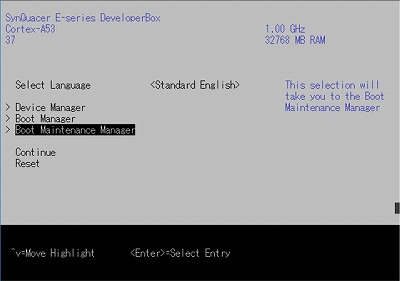 SynQuacer E-series DeveloperBox
Cortex-A53 1.00 GHz
37 32768 MB RAM
Select Language <Standard English> This selection will
take you to the Boot
> Device Manager Maintenance Manager
> Boot Manager
> Boot Maintenance Manager
Continue
Reset
^v=Move Highlight <Enter>=Select Entry